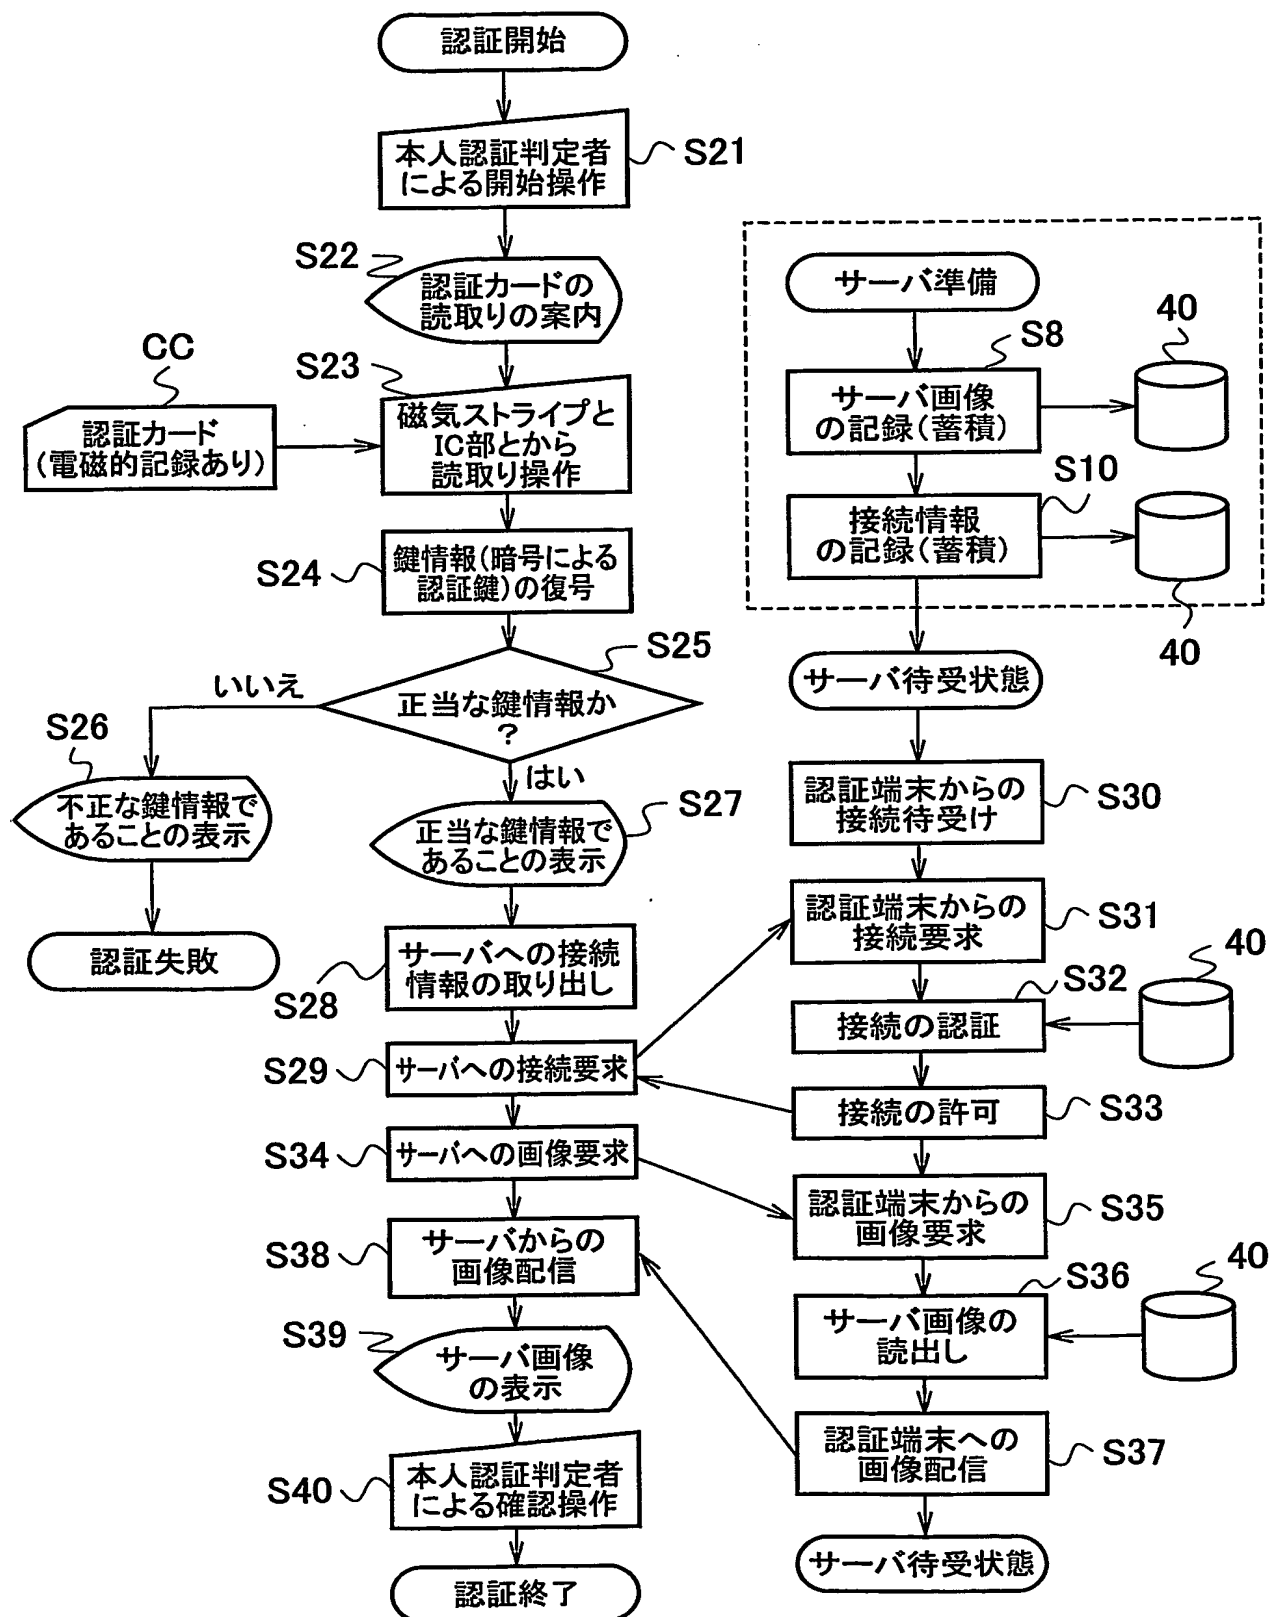 認証開始
本人認証判定者
による開始操作
S21
S22
認証カードの
読取りの案内
CC
認証カード
(電磁的記録あり)
S23
磁気ストライプと
IC部とから
読取り操作
S24
鍵情報(暗号による
認証鍵)の復号
S25
正当な鍵情報か
?
いいえ
はい
S26
不正な鍵情報で
あることの表示
認証失敗
S27
正当な鍵情報で
あることの表示
S28
サーバへの接続
情報の取り出し
S29
サーバへの接続要求
S34
サーバへの画像要求
S38
サーバからの
画像配信
S39
サーバ画像
の表示
S40
本人認証判定者
による確認操作
認証終了
サーバ準備
S8
サーバ画像
の記録(蓄積)
40
S10
接続情報
の記録(蓄積)
40
サーバ待受状態
認証端末からの
接続待受け
S30
認証端末からの
接続要求
S31
S32
接続の認証
40
接続の許可
S33
認証端末からの
画像要求
S35
S36
サーバ画像の
読出し
40
認証端末への
画像配信
S37
サーバ待受状態